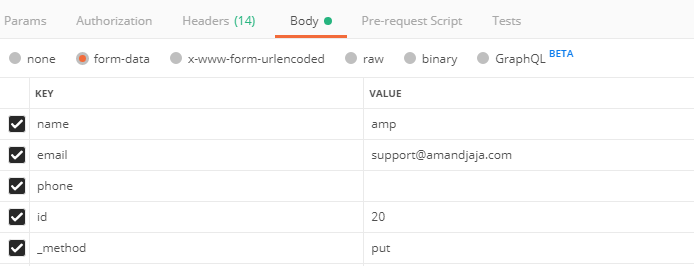 Params Authorization Headers (14) Body Pre-request Script Tests
none form-data x-www-form-urlencoded raw binary GraphQL BETA
KEY VALUE
name amp
email support@amandjaja.com
phone
id 20
_method put